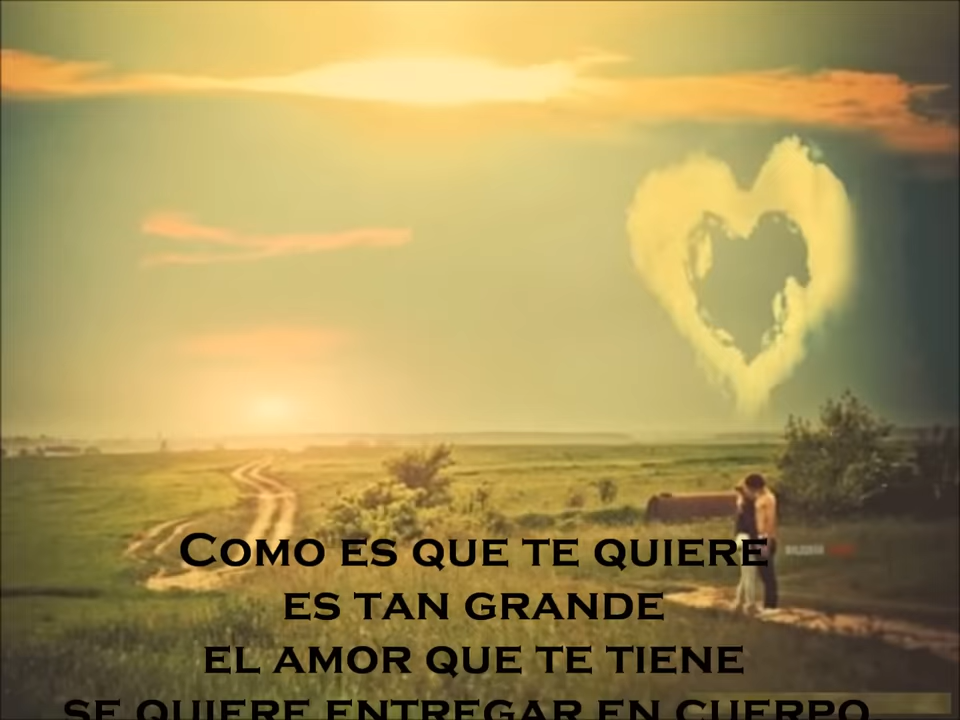 Como es que te quiere
es tan grande
el amor que te tiene
se quiere entregar en cuerpo